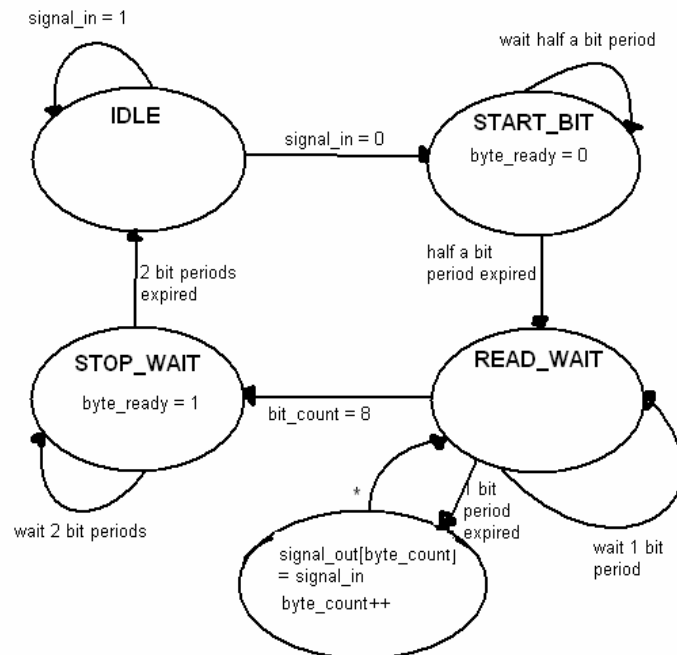 signal_in = 1
wait half a bit period
IDLE
START_BIT
signal_in = 0
byte_ready = 0
half a bit
period expired
2 bit periods
expired
STOP_WAIT
READ_WAIT
byte_ready = 1
bit_count = 8
*
1 bit
period
expired
wait 2 bit periods
wait 1 bit
period
signal_out[byte_count]
= signal_in
byte_count++